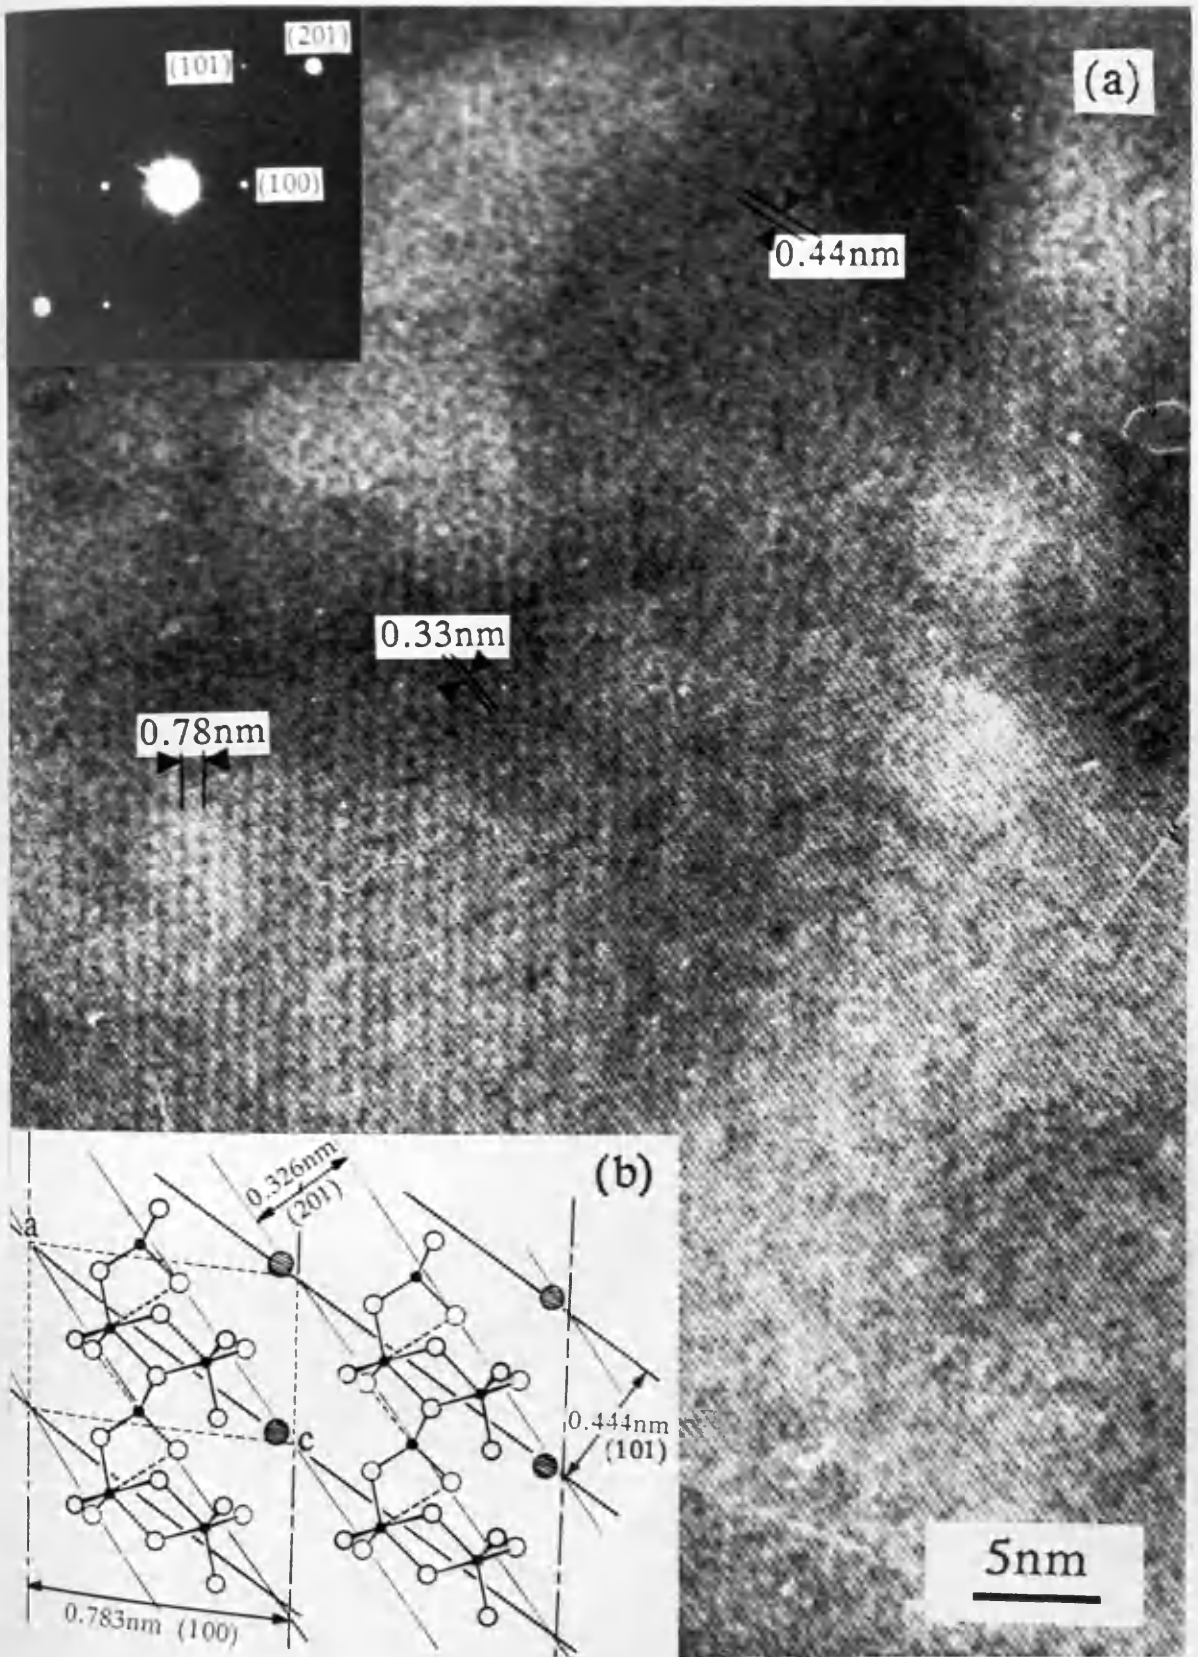 (201)
(101)
(a)
(100)
0.44nm
0.33nm
0.78nm
(b)
0.326nm
(201)
a
c
0.444nm
(101)
0.783nm (100)
5nm